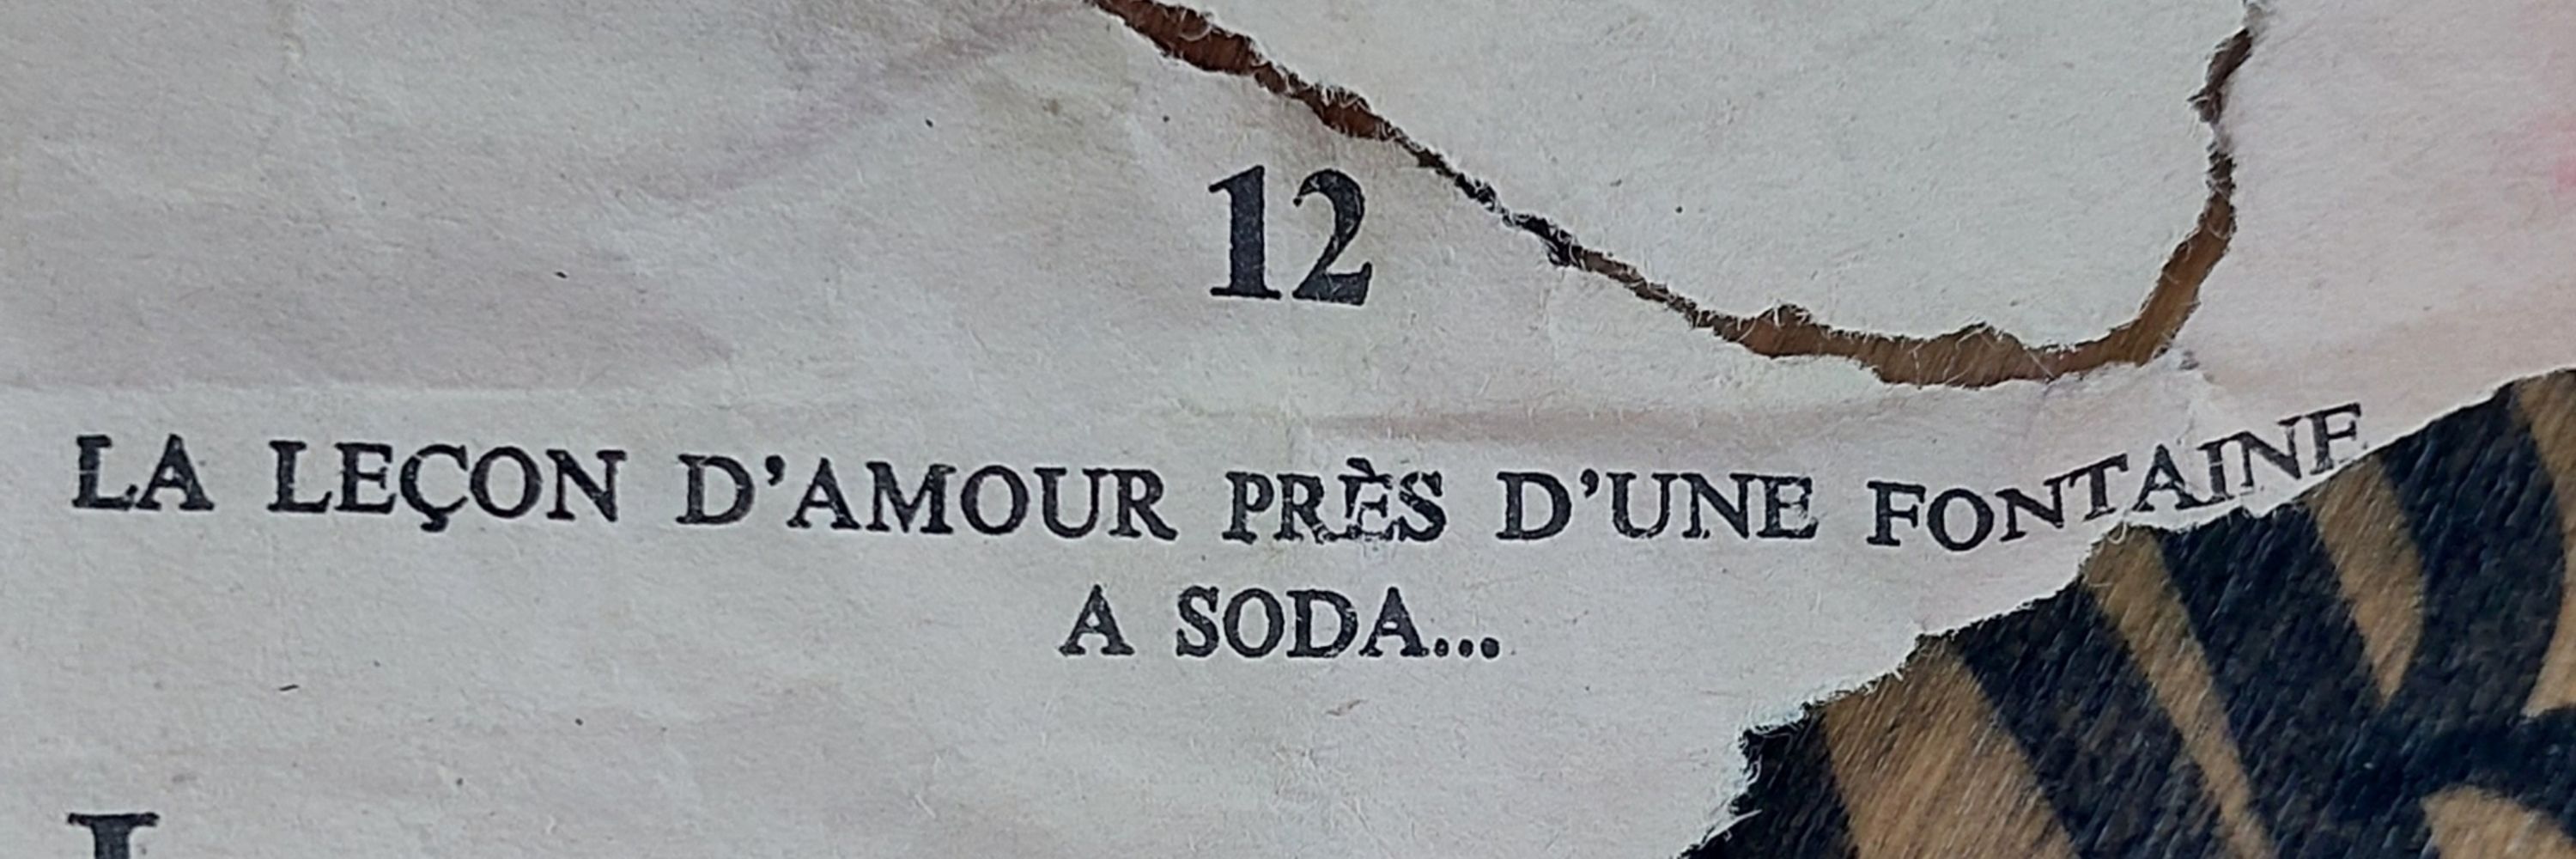 12
LA LEÇON D'AMOUR PRÈS D'UNE FONTAINE
A SODA...